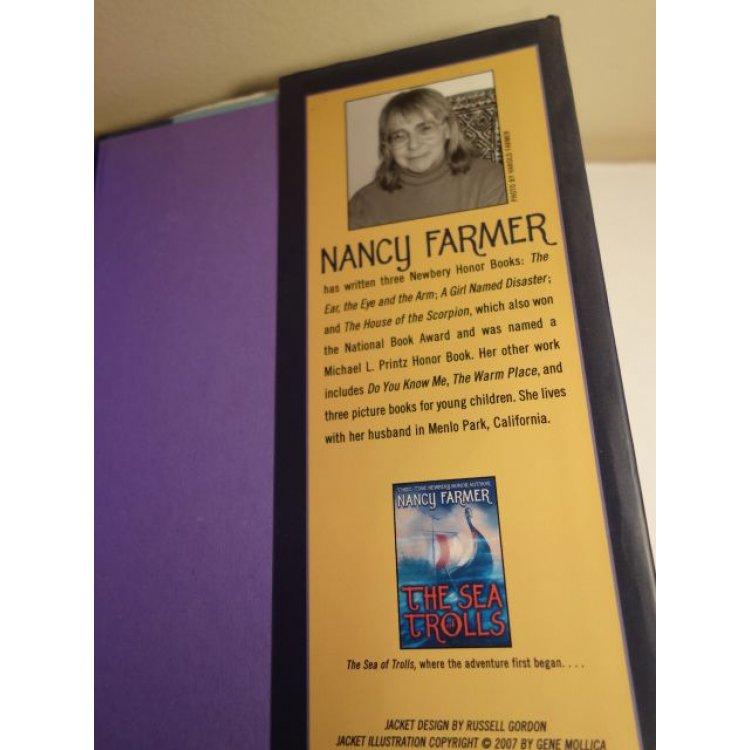 PHOTO BY HAROLD FARMER
NANCY FARMER
has written three Newbery Honor Books: The
Ear, the Eye and the Arm; A Girl Named Disaster;
and The House of the Scorpion, which also won
the National Book Award and was named a
Michael L. Printz Honor Book. Her other work
includes Do You Know Me, The Warm Place, and
three picture books for young children. She lives
with her husband in Menlo Park, California.
THREE-TIME NEWBERY HONOR AUTHOR
NANCY FARMER
THE SEA
OF
TROLLS
The Sea of Trolls, where the adventure first began. . . .
JACKET DESIGN BY RUSSELL GORDON
JACKET ILLUSTRATION COPYRIGHT © 2007 BY GENE MOLLICA